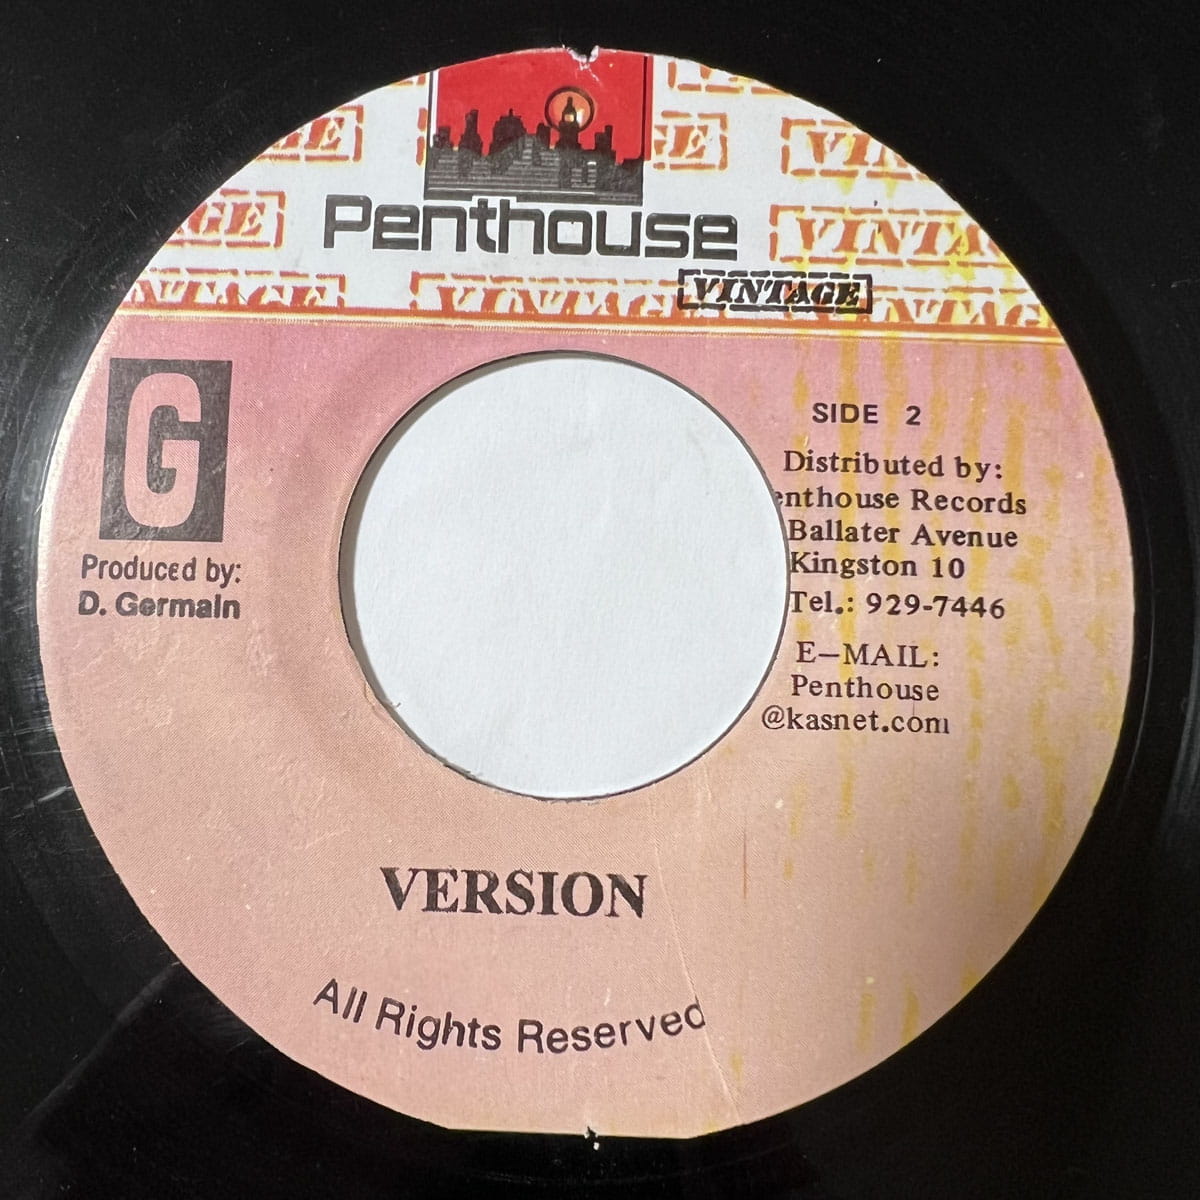 Penthouse
VINTAGE
G
Produced by:
D. Germain
SIDE 2
Distributed by:
enthouse Records
Ballater Avenue
Kingston 10
Tel.: 929-7446
E-MAIL:
Penthouse
@kasnet.com
VERSION
All Rights Reserved
VINTAGE